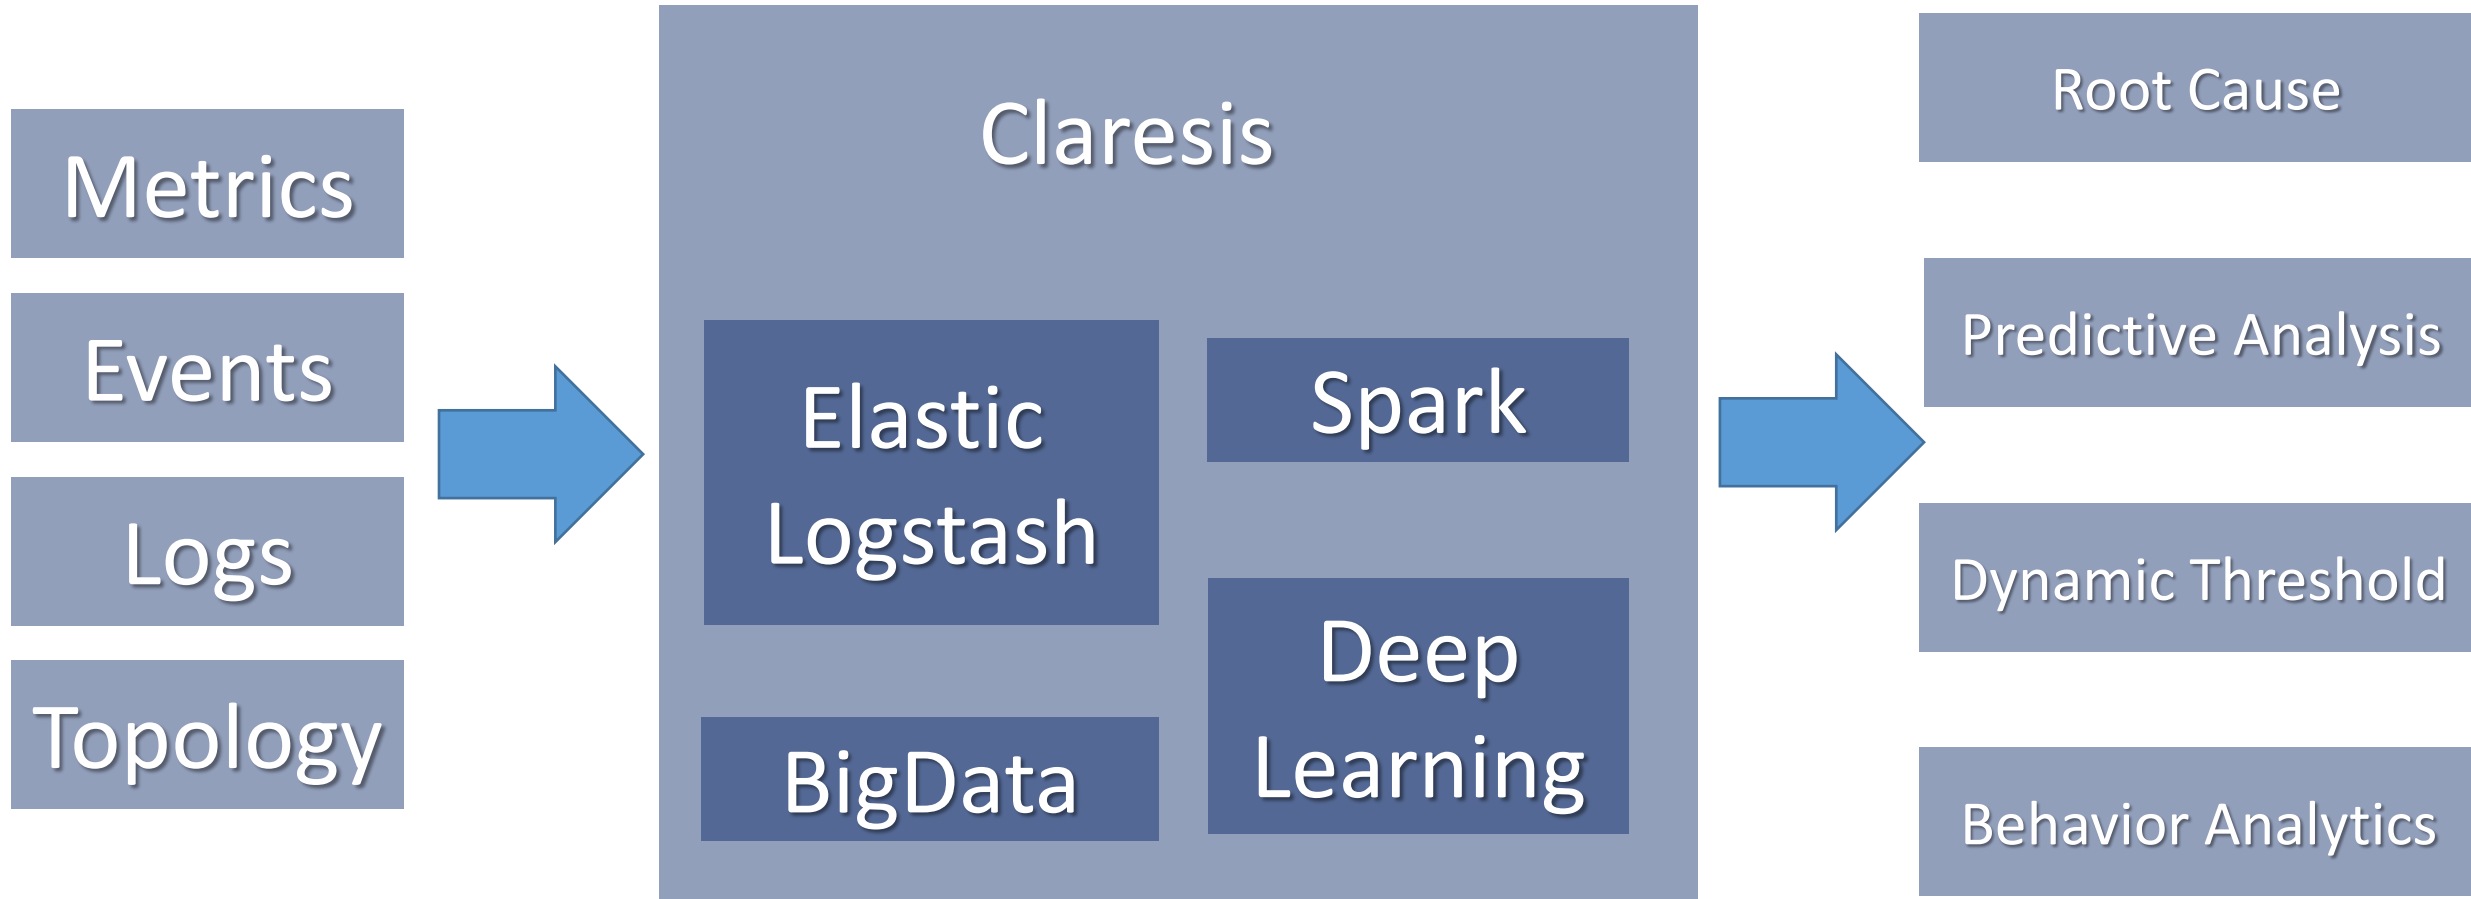 Metrics
Events
Logs
Topology
Claresis
Elastic
Logstash
Spark
BigData
Deep
Learning
Root Cause
Predictive Analysis
Dynamic Threshold
Behavior Analytics